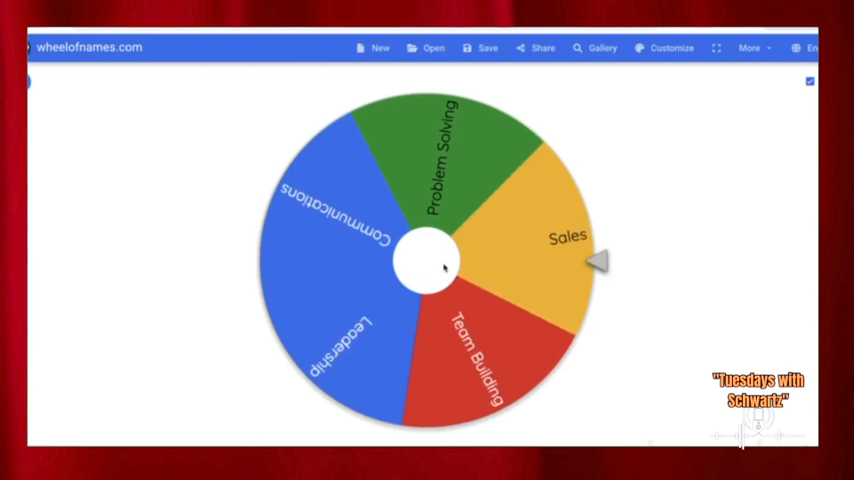 wheelofnames.com
New
Open
Save
Share
Gallery
Customize
More
En
Problem Solving
Sales
Communications
Leadership
Team Building
"Tuesdays with
Schwartz"